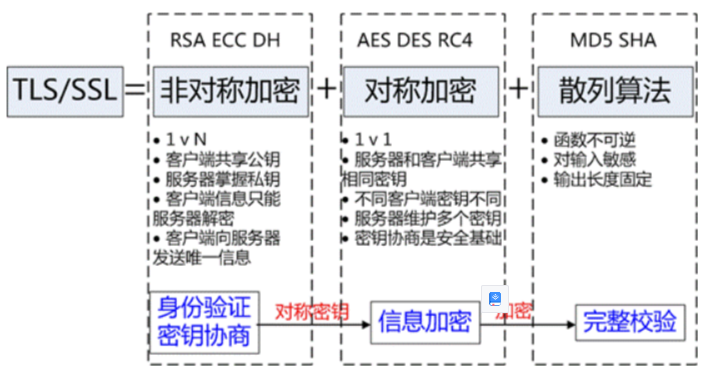 RSA ECC DH
AES DES RC4
MD5 SHA
TLS/SSL = 非对称加密 + 对称加密 + 散列算法
• 1 v N
• 客户端共享公钥
• 服务器掌握私钥
• 客户端信息只能
服务器解密
• 客户端向服务器
发送唯一信息
• 1 v 1
• 服务器和客户端共享
相同密钥
• 不同客户端密钥不同
• 服务器维护多个密钥
• 密钥协商是安全基础
• 函数不可逆
• 对输入敏感
• 输出长度固定
身份验证
密钥协商
对称密钥
信息加密
加密
完整校验